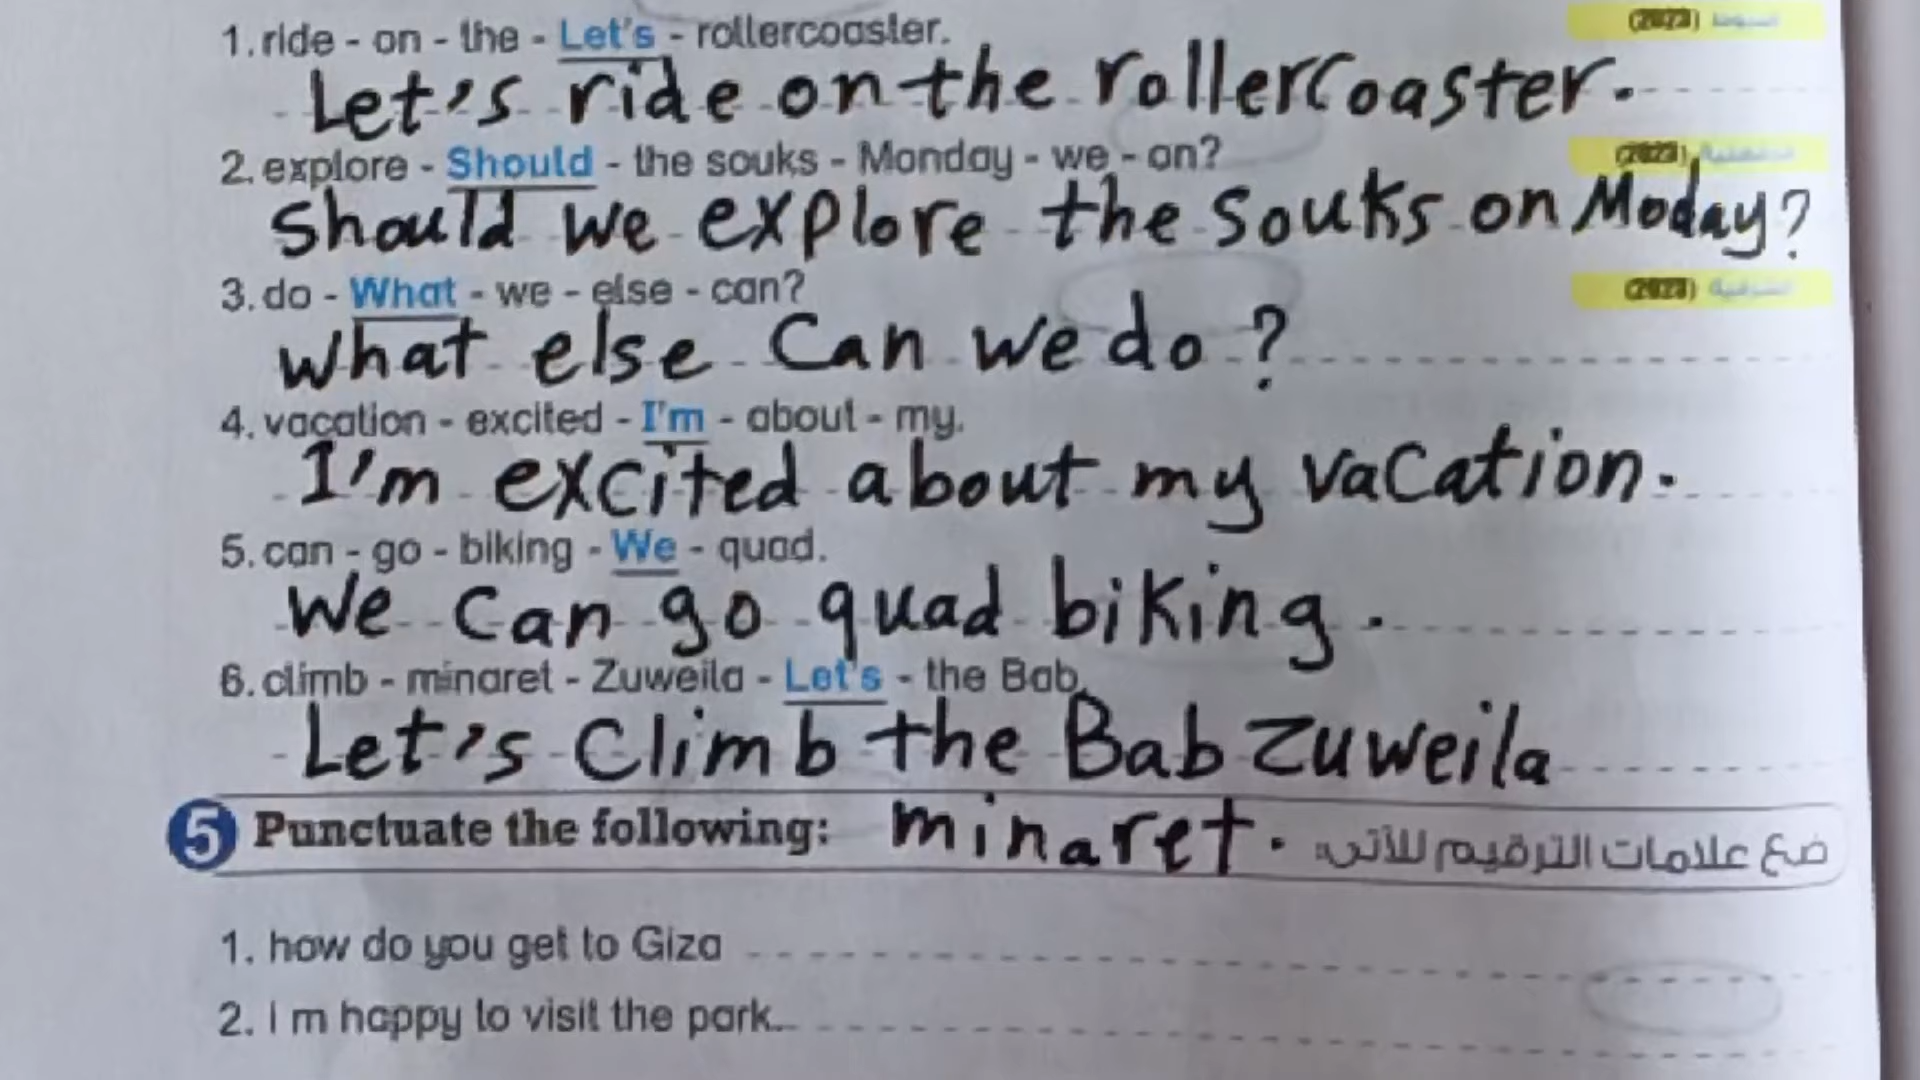 1. ride - on - the - Let's - rollercoaster.
(2023)
Let's ride on the rollercoaster.
2. explore - Should - the souks - Monday - we - on?
(2023)
Should we explore the souks on Moday?
3. do - What - we - else - can?
(2023)
What else can we do?
4. vacation - excited - I'm - about - my.
I'm excited about my vacation.
5. can - go - biking - We - quad.
We can go quad biking.
6. climb - minaret - Zuweila - Let's - the Bab.
Let's climb the Bab Zuweila
5 Punctuate the following: minaret. ضع علامات الترقيم للآتى:
1. how do you get to Giza
2. I m happy to visit the park.